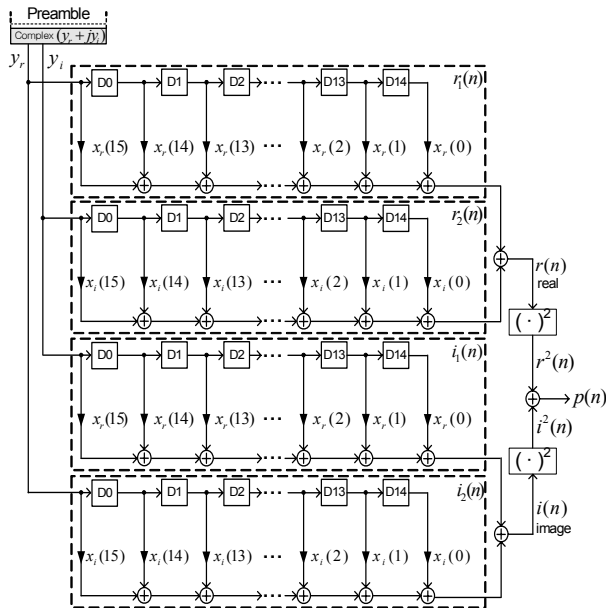 Preamble
Complex (y_r + jy_i)
y_r y_i
r_1(n)
D0 D1 D2 ··· D13 D14
x_r(15) x_r(14) x_r(13) ··· x_r(2) x_r(1) x_r(0)
+ + ··· + + +
r_2(n)
D0 D1 D2 ··· D13 D14
x_i(15) x_i(14) x_i(13) ··· x_i(2) x_i(1) x_i(0)
+ + ··· + + +
+
r(n)
real
(·)^2
r^2(n)
+ p(n)
i^2(n)
(·)^2
i(n)
image
+
i_1(n)
D0 D1 D2 ··· D13 D14
x_r(15) x_r(14) x_r(13) ··· x_r(2) x_r(1) x_r(0)
+ + ··· + + +
i_2(n)
D0 D1 D2 ··· D13 D14
x_i(15) x_i(14) x_i(13) ··· x_i(2) x_i(1) x_i(0)
+ + ··· + + +